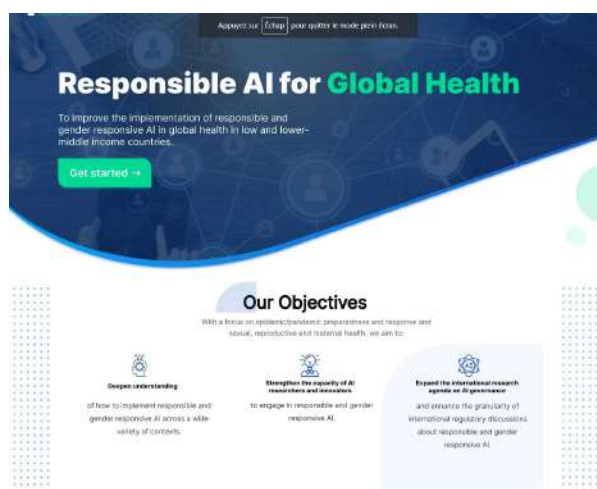 Appuyez sur Échap pour quitter le mode plein écran.
Responsible AI for Global Health
To improve the implementation of responsible and
gender responsive AI in global health in low and lower-
middle income countries.
Get started →
Our Objectives
With a focus on epidemic/pandemic preparedness and response and
sexual, reproductive and maternal health, we aim to:
Deepen understanding
of how to implement responsible and
gender responsive AI across a wide
variety of contexts.
Strengthen the capacity of AI
researchers and innovators
to engage in responsible and gender
responsive AI.
Expand the international research
agenda on AI governance
and enhance the granularity of
international regulatory discussions
about responsible and gender
responsive AI.